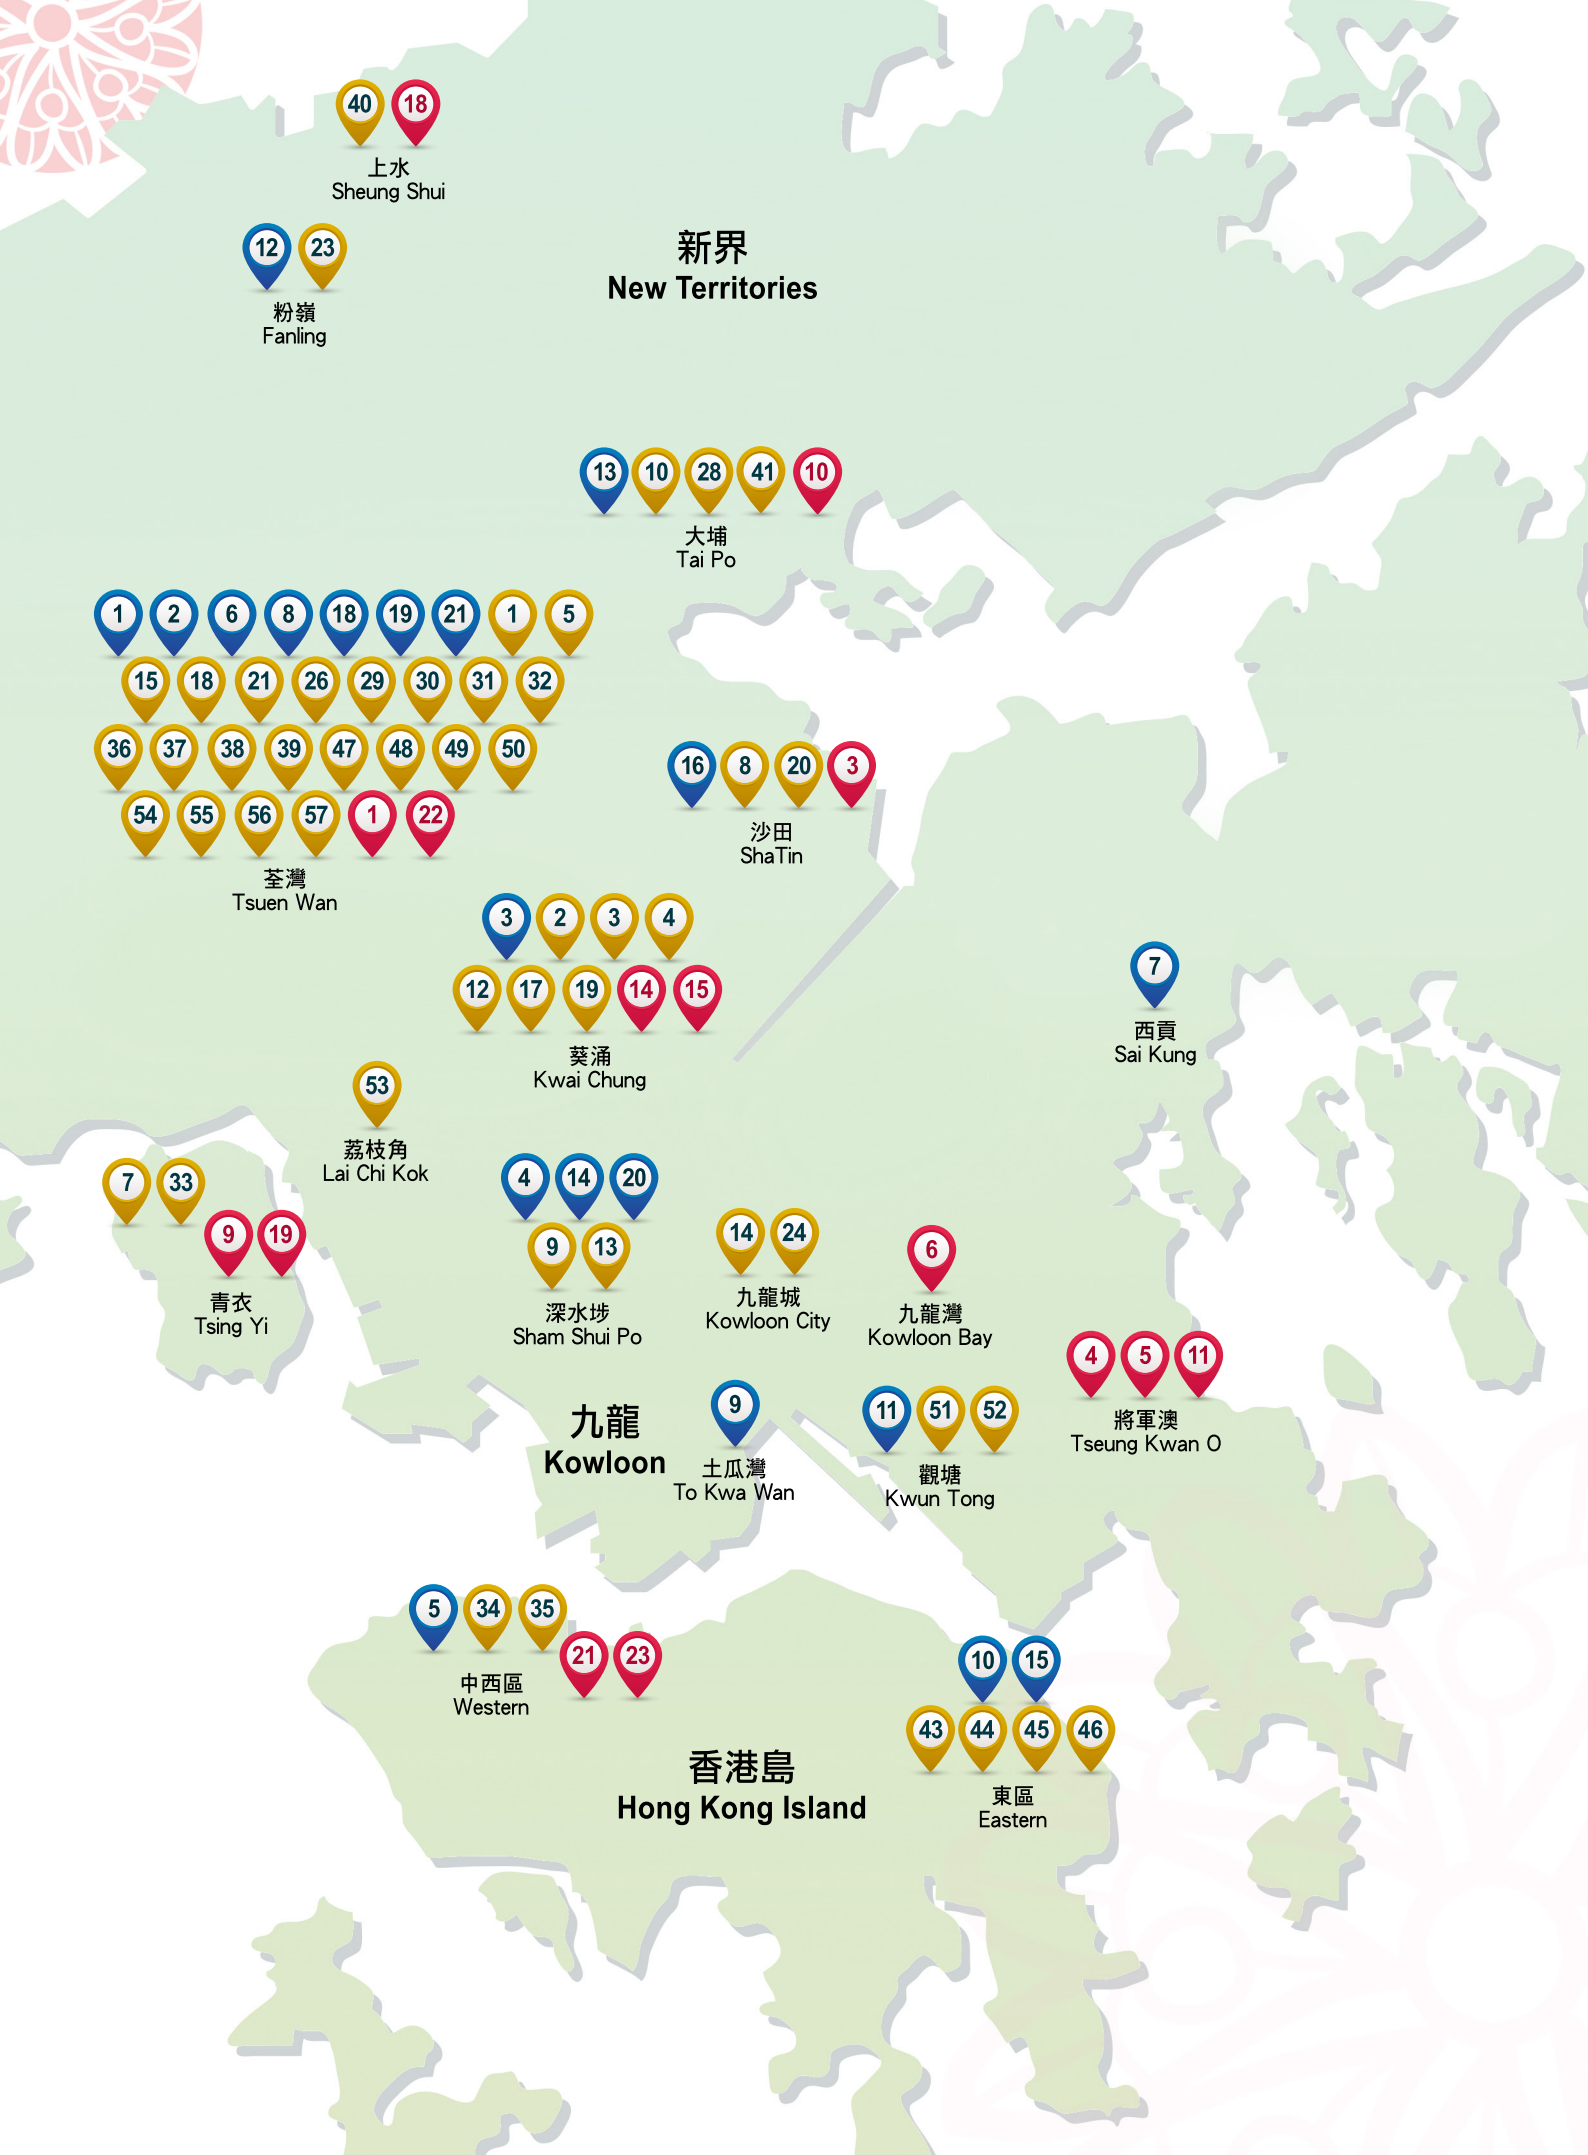 40 18
上水
Sheung Shui
12 23
粉嶺
Fanling
新界
New Territories
13 10 28 41 10
大埔
Tai Po
1 2 6 8 18 19 21 1 5
15 18 21 26 29 30 31 32
36 37 38 39 47 48 49 50
54 55 56 57 1 22
荃灣
Tsuen Wan
16 8 20 3
沙田
ShaTin
3 2 3 4
12 17 19 14 15
葵涌
Kwai Chung
7
西貢
Sai Kung
53
荔枝角
Lai Chi Kok
7 33
9 19
青衣
Tsing Yi
4 14 20
9 13
深水埗
Sham Shui Po
14 24
九龍城
Kowloon City
6
九龍灣
Kowloon Bay
4 5 11
將軍澳
Tseung Kwan O
九龍
Kowloon
9
土瓜灣
To Kwa Wan
11 51 52
觀塘
Kwun Tong
5 34 35
21 23
中西區
Western
10 15
43 44 45 46
東區
Eastern
香港島
Hong Kong Island